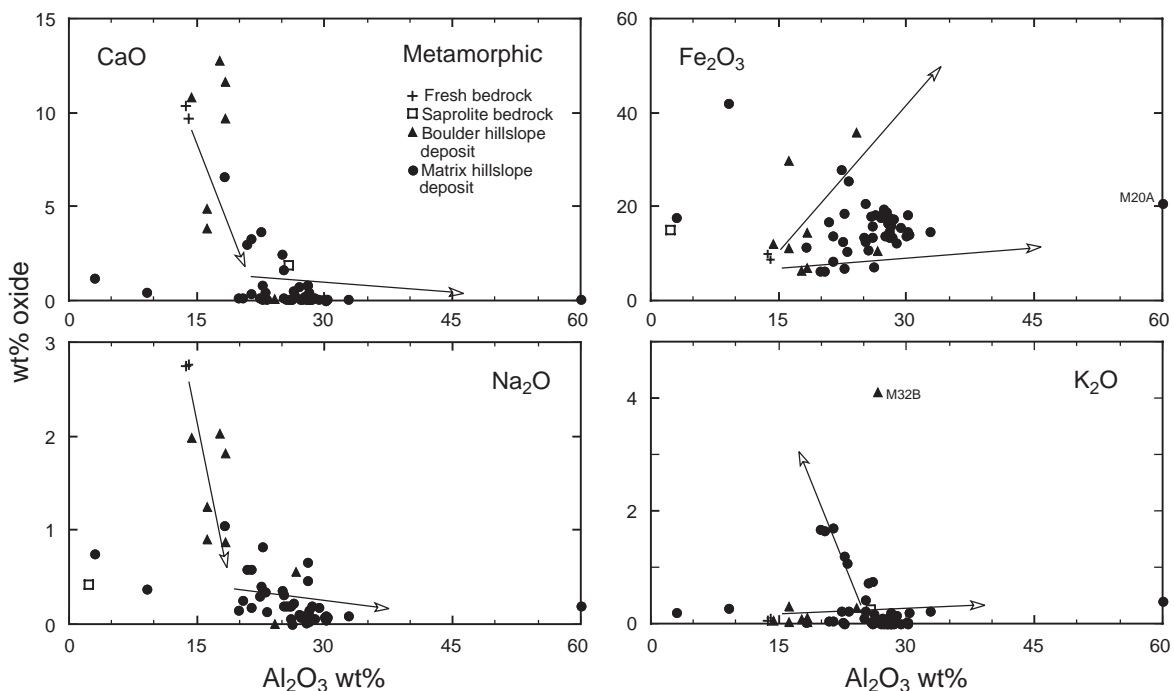 CaO
Metamorphic
Fresh bedrock
Saprolite bedrock
Boulder hillslope
deposit
Matrix hillslope
deposit
15
10
5
0
0 15 30 45 60
Fe₂O₃
M20A
60
40
20
0
0 15 30 45 60
wt% oxide
Na₂O
3
2
1
0
0 15 30 45 60
Al₂O₃ wt%
K₂O
M32B
4
2
0
0 15 30 45 60
Al₂O₃ wt%